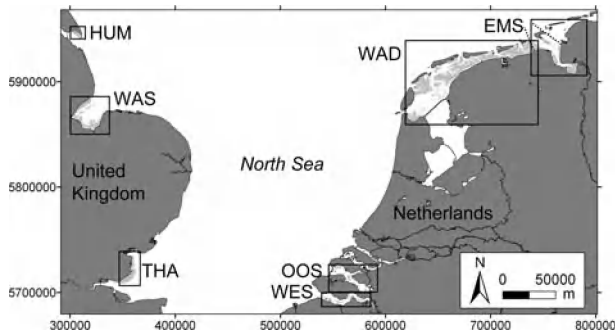 HUM
EMS
WAD
5900000
WAS
United
Kingdom
North Sea
5800000
Netherlands
N
0 50000
m
THA
OOS
WES
5700000
300000 400000 500000 600000 700000 800000